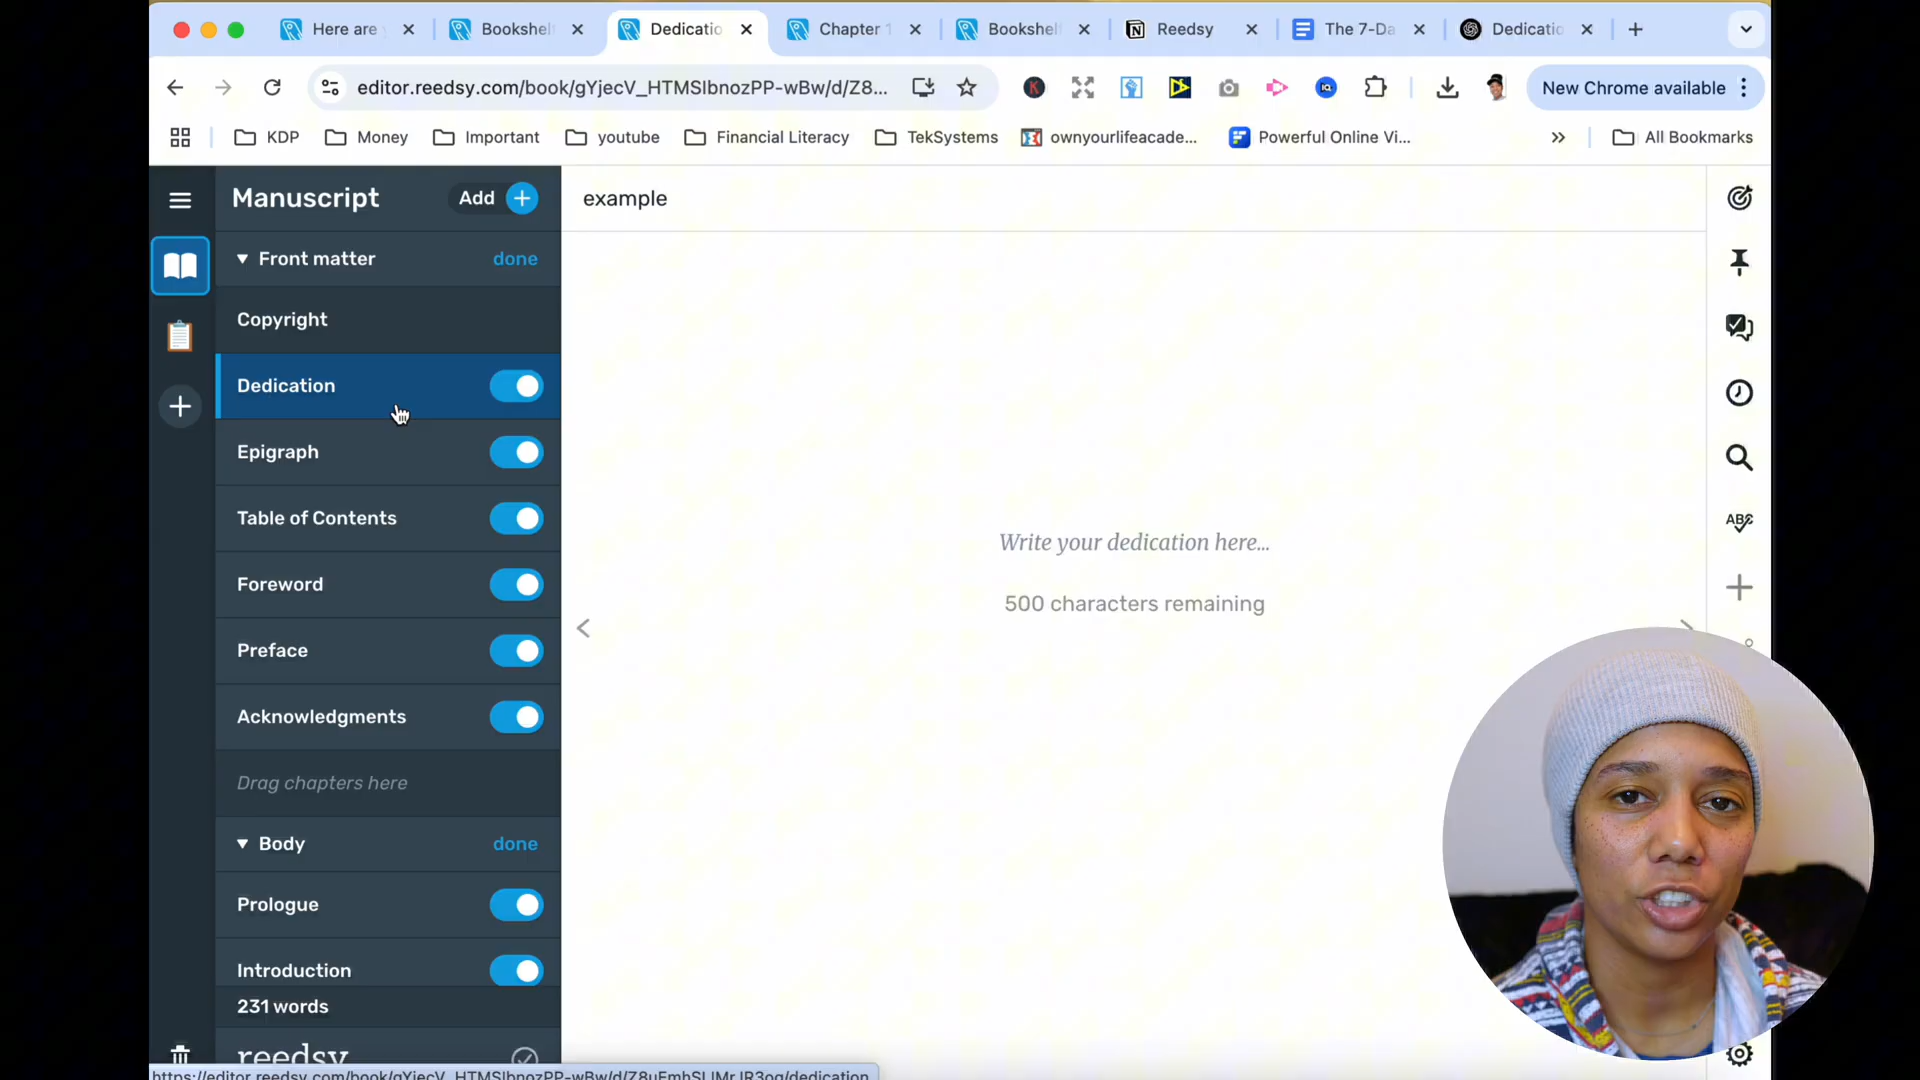 Here are
Bookshel
Dedicatio
Chapter 1
Bookshelf
Reedsy
The 7-Da
Dedicatio
editor.reedsy.com/book/gYjecV_HTMSlbnozPP-wBw/d/Z8...
New Chrome available
KDP
Money
Important
youtube
Financial Literacy
TekSystems
ownyourlifeacade...
Powerful Online Vi...
All Bookmarks
Manuscript
Add
example
Front matter
done
Copyright
Dedication
Epigraph
Table of Contents
Foreword
Preface
Acknowledgments
Drag chapters here
Body
done
Prologue
Introduction
231 words
reedsy
Write your dedication here...
500 characters remaining
ABC